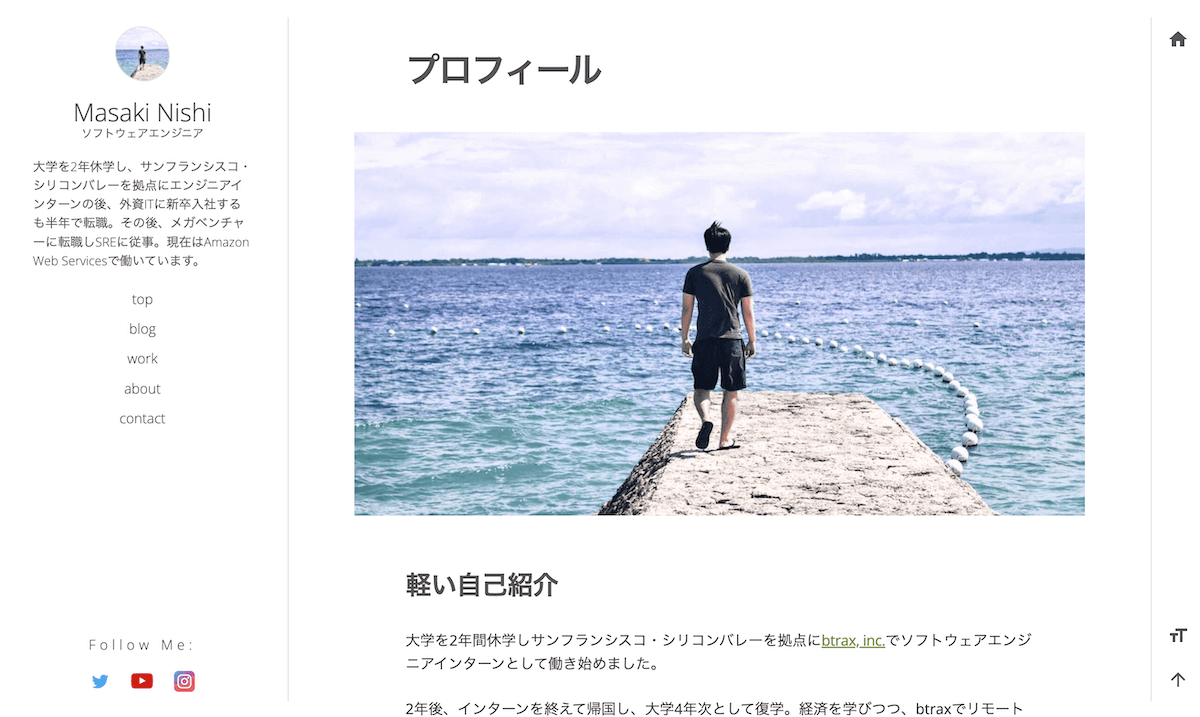 Masaki Nishi
ソフトウェアエンジニア
大学を2年休学し、サンフランシスコ・
シリコンバレーを拠点にエンジニアイ
ンターンの後、外資ITに新卒入社する
も半年で転職。その後、メガベンチャ
ーに転職しSREに従事。現在はAmazon
Web Servicesで働いています。
top
blog
work
about
contact
Follow Me:
プロフィール
軽い自己紹介
大学を2年間休学しサンフランシスコ・シリコンバレーを拠点にbtrax, inc.でソフトウェアエンジ
ニアインターンとして働き始めました。
2年後、インターンを終えて帰国し、大学4年次として復学。経済を学びつつ、btraxでリモート